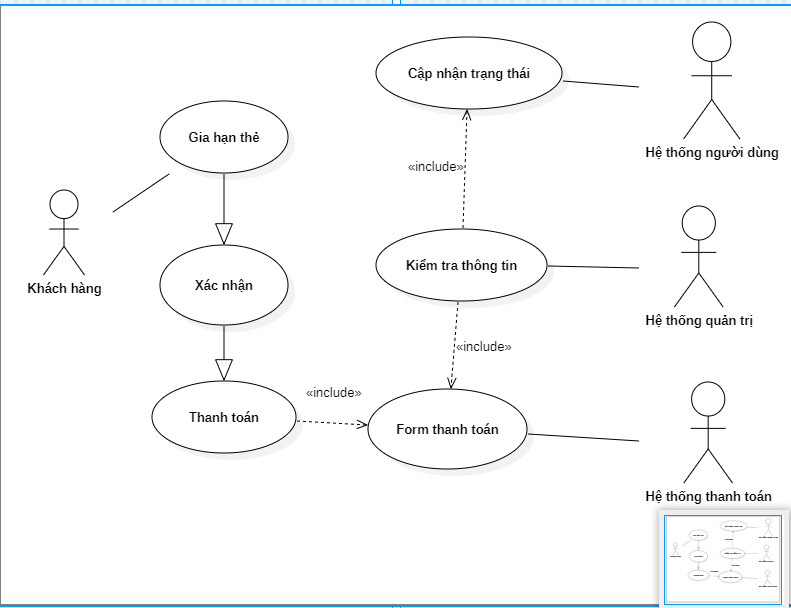 Cập nhận trạng thái
Hệ thống người dùng
Gia hạn thẻ
«include»
Khách hàng
Xác nhận
Kiểm tra thông tin
Hệ thống quản trị
«include»
«include»
Thanh toán
Form thanh toán
Hệ thống thanh toán